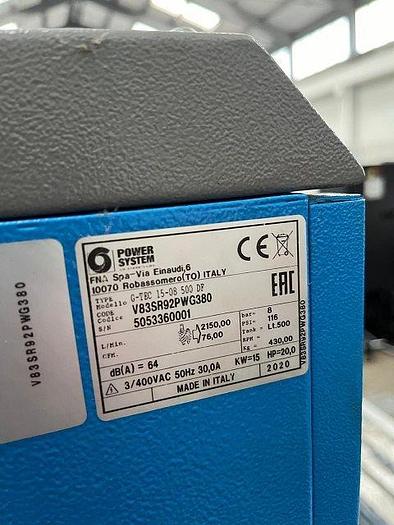 POWER
SYSTEM
FNA Spa-Via Einaudi,6
10070 Robassomero(TO) ITALY
CE
EAC
TYPE
Modello G-TEC 15-08 500 DF
CODE
Codice V83SR92PWG380
S/N 5053360001
L/Min. 2150,00
CFM. 76,00
bar= 8
PSI= 116
Tank = Lt.500
RPM =
Kg = 430,00
dB(A) = 64 KW=15 HP=20,0
3/400VAC 50Hz 30,0A
MADE IN ITALY 2020
V83SR92PWG380
V83SR92PWG380